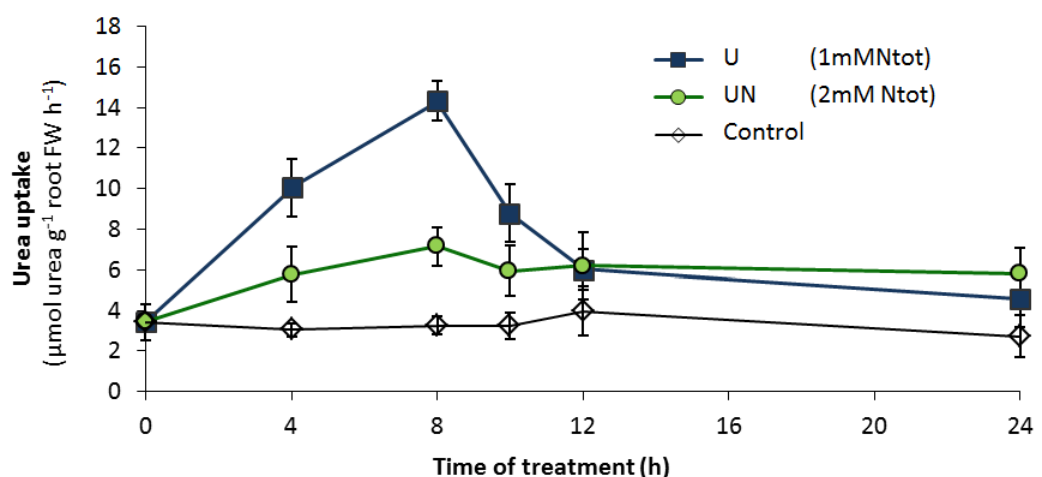 18
16
14
12
10
8
6
4
2
0
Urea uptake
(µmol urea g⁻¹ root FW h⁻¹)
U (1mMNtot)
UN (2mM Ntot)
Control
0 4 8 12 16 20 24
Time of treatment (h)